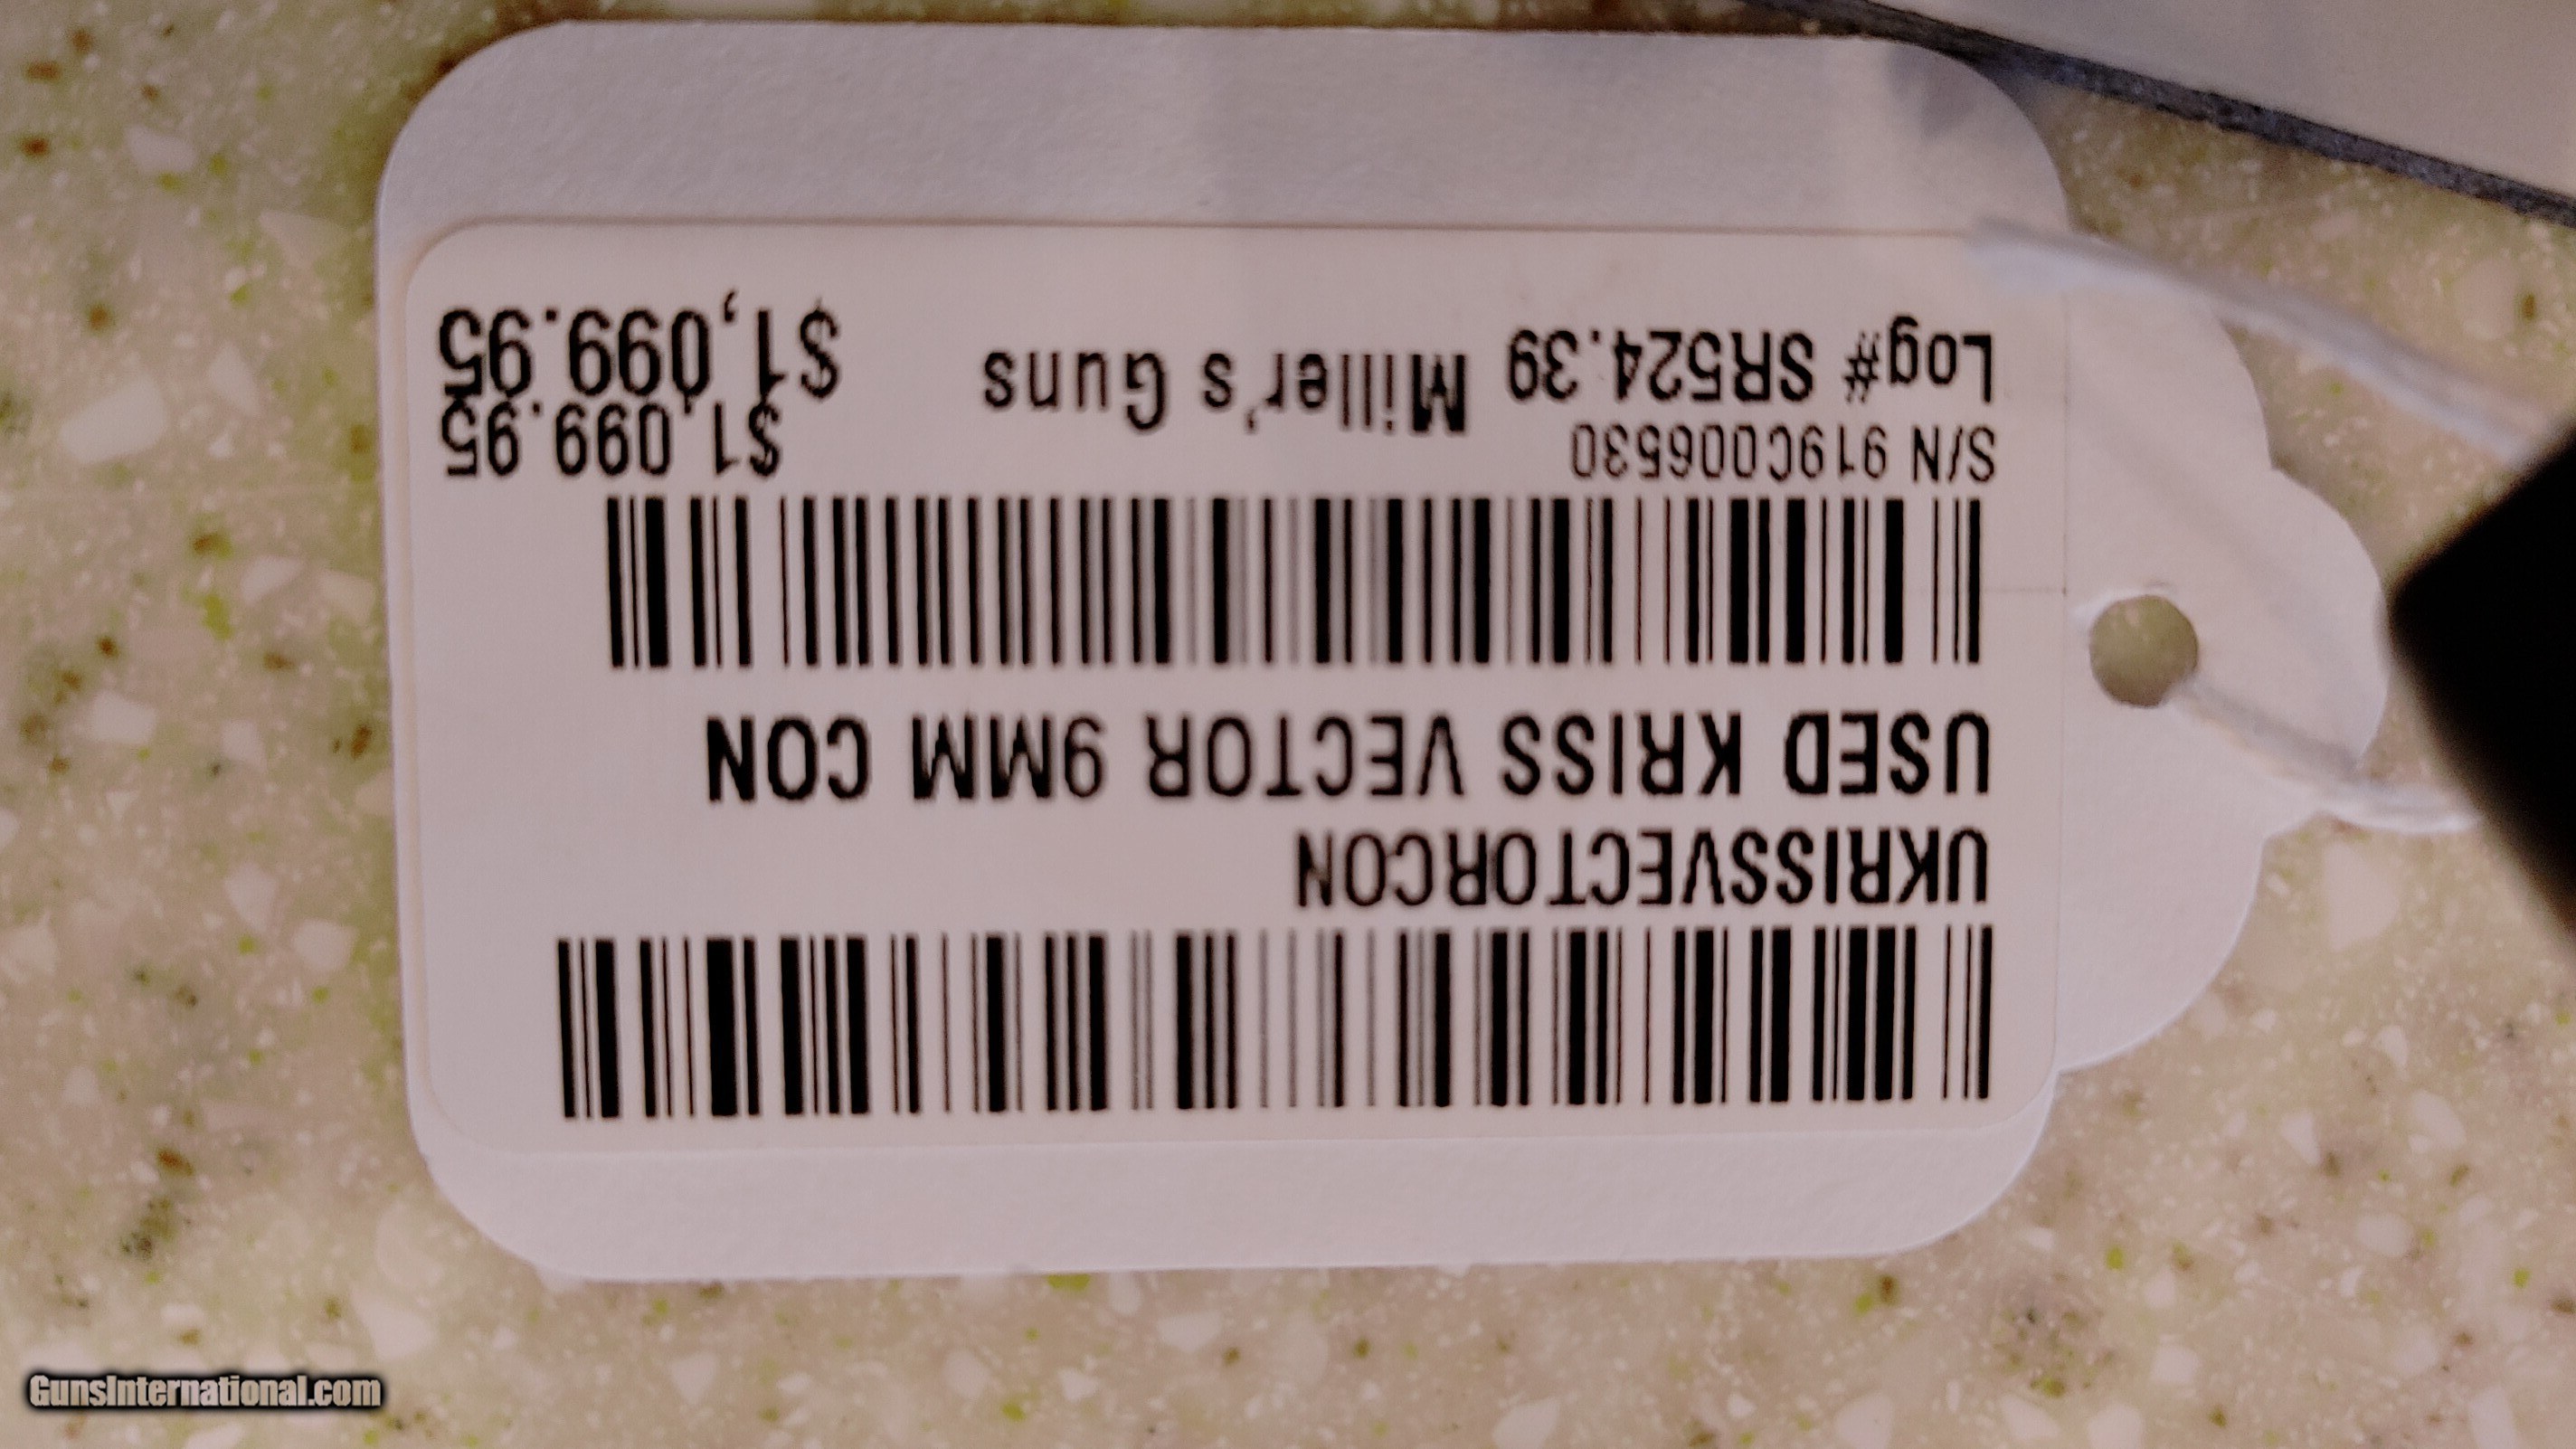 UKRISSVECTORCON
USED KRISS VECTOR 9MM CON
S/N 919C006530
$1,099.95
Log# SR524.39
Miller's Guns
$1,099.95
GunsInternational.com